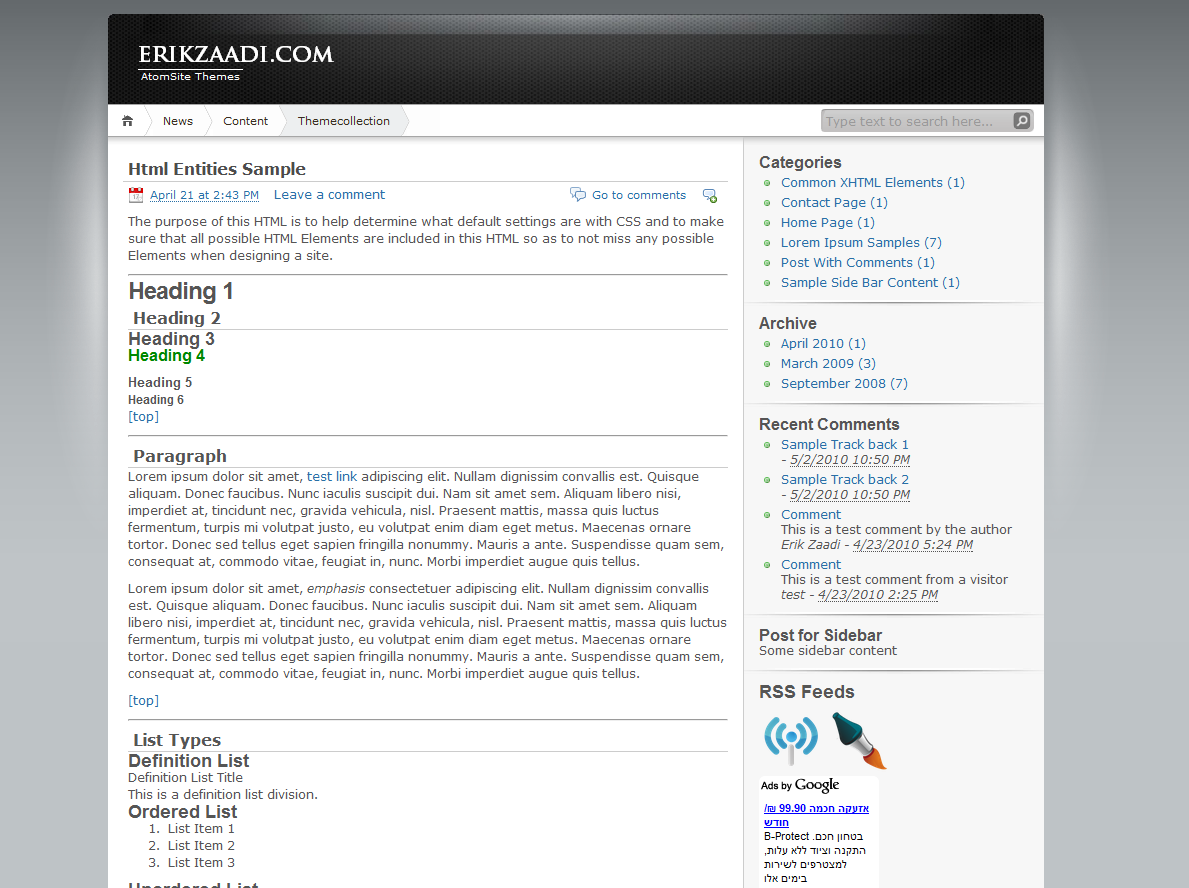 ERIKZAADI.COM
AtomSite Themes
News
Content
Themecollection
Type text to search here...
Html Entities Sample
April 21 at 2:43 PM
Leave a comment
Go to comments
The purpose of this HTML is to help determine what default settings are with CSS and to make
sure that all possible HTML Elements are included in this HTML so as to not miss any possible
Elements when designing a site.
Heading 1
Heading 2
Heading 3
Heading 4
Heading 5
Heading 6
[top]
Paragraph
Lorem ipsum dolor sit amet, test link adipiscing elit. Nullam dignissim convallis est. Quisque
aliquam. Donec faucibus. Nunc iaculis suscipit dui. Nam sit amet sem. Aliquam libero nisi,
imperdiet at, tincidunt nec, gravida vehicula, nisl. Praesent mattis, massa quis luctus
fermentum, turpis mi volutpat justo, eu volutpat enim diam eget metus. Maecenas ornare
tortor. Donec sed tellus eget sapien fringilla nonummy. Mauris a ante. Suspendisse quam sem,
consequat at, commodo vitae, feugiat in, nunc. Morbi imperdiet augue quis tellus.
Lorem ipsum dolor sit amet, emphasis consectetuer adipiscing elit. Nullam dignissim convallis
est. Quisque aliquam. Donec faucibus. Nunc iaculis suscipit dui. Nam sit amet sem. Aliquam
libero nisi, imperdiet at, tincidunt nec, gravida vehicula, nisl. Praesent mattis, massa quis luctus
fermentum, turpis mi volutpat justo, eu volutpat enim diam eget metus. Maecenas ornare
tortor. Donec sed tellus eget sapien fringilla nonummy. Mauris a ante. Suspendisse quam sem,
consequat at, commodo vitae, feugiat in, nunc. Morbi imperdiet augue quis tellus.
[top]
List Types
Definition List
Definition List Title
This is a definition list division.
Ordered List
1. List Item 1
2. List Item 2
3. List Item 3
Unordered List
Categories
Common XHTML Elements (1)
Contact Page (1)
Home Page (1)
Lorem Ipsum Samples (7)
Post With Comments (1)
Sample Side Bar Content (1)
Archive
April 2010 (1)
March 2009 (3)
September 2008 (7)
Recent Comments
Sample Track back 1
- 5/2/2010 10:50 PM
Sample Track back 2
- 5/2/2010 10:50 PM
Comment
This is a test comment by the author
Erik Zaadi - 4/23/2010 5:24 PM
Comment
This is a test comment from a visitor
test - 4/23/2010 2:25 PM
Post for Sidebar
Some sidebar content
RSS Feeds
Ads by Google
אזעקה חכמה 99.90 ₪/
חודש
בטחון חכם. B-Protect
התקנה וציוד ללא עלות,
למצטרפים לשירות
בימים אלו